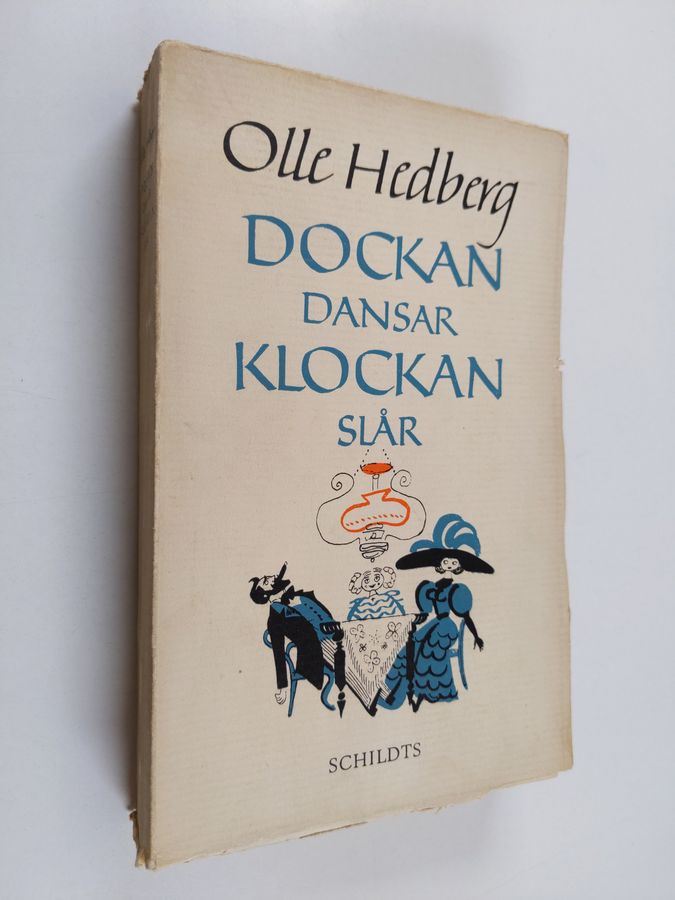 Olle Hedberg
DOCKAN
DANSAR
KLOCKAN
SLÅR
SCHILDTS